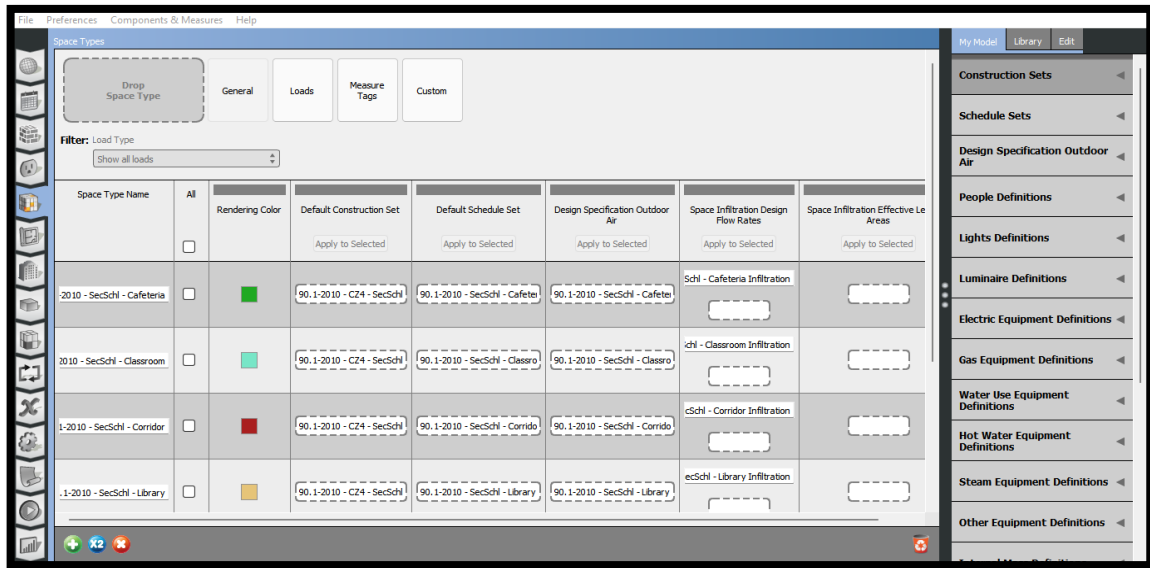 File Preferences Components & Measures Help
Space Types
My Model Library Edit
Drop
Space Type
General
Loads
Measure
Tags
Custom
Filter: Load Type
Show all loads
Space Type Name
All
Rendering Color
Default Construction Set
Apply to Selected
Default Schedule Set
Apply to Selected
Design Specification Outdoor
Air
Apply to Selected
Space Infiltration Design
Flow Rates
Apply to Selected
Space Infiltration Effective Le
Areas
Apply to Selected
-2010 - SecSchl - Cafeteria
90.1-2010 - CZ4 - SecSchl
90.1-2010 - SecSchl - Cafeter
90.1-2010 - SecSchl - Cafeter
Schl - Cafeteria Infiltration
2010 - SecSchl - Classroom
90.1-2010 - CZ4 - SecSchl
90.1-2010 - SecSchl - Classro
90.1-2010 - SecSchl - Classro
chl - Classroom Infiltration
1-2010 - SecSchl - Corridor
90.1-2010 - CZ4 - SecSchl
90.1-2010 - SecSchl - Corrido
90.1-2010 - SecSchl - Corrido
cSchl - Corridor Infiltration
.1-2010 - SecSchl - Library
90.1-2010 - CZ4 - SecSchl
90.1-2010 - SecSchl - Library
90.1-2010 - SecSchl - Library
ecSchl - Library Infiltration
X2
Construction Sets
Schedule Sets
Design Specification Outdoor
Air
People Definitions
Lights Definitions
Luminaire Definitions
Electric Equipment Definitions
Gas Equipment Definitions
Water Use Equipment
Definitions
Hot Water Equipment
Definitions
Steam Equipment Definitions
Other Equipment Definitions